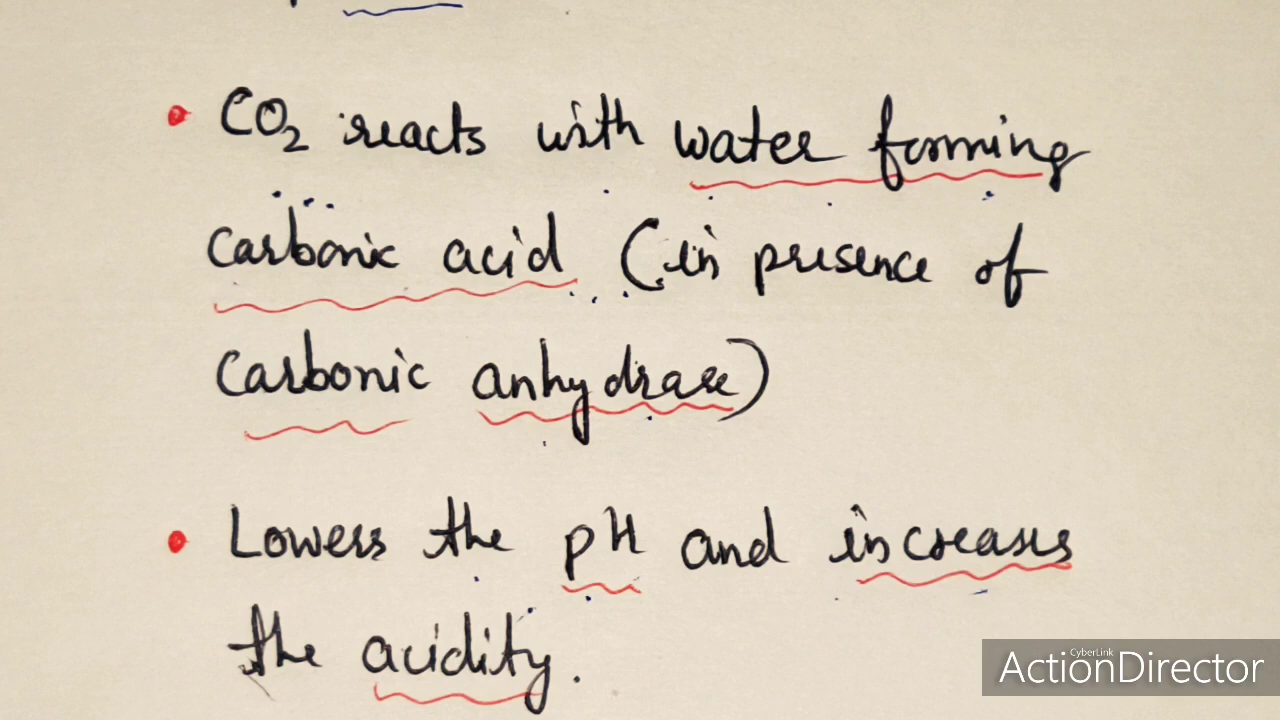 • CO₂ reacts with water forming
carbonic acid (in presence of
carbonic anhydrase)
• Lowers the pH and increases
the acidity.
CyberLink
ActionDirector